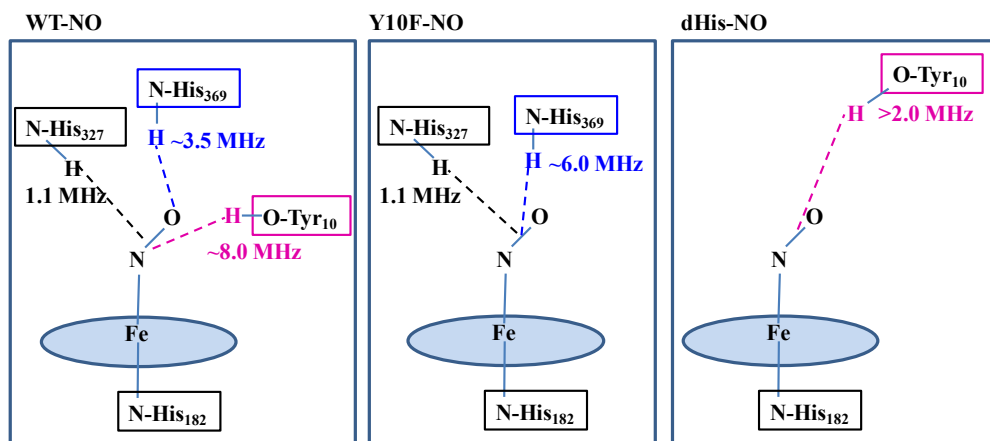 WT-NO
N-His369
N-His327
H ~3.5 MHz
H
1.1 MHz
O
H O-Tyr10
~8.0 MHz
N
Fe
N-His182
Y10F-NO
N-His327
N-His369
H
H ~6.0 MHz
1.1 MHz
O
N
Fe
N-His182
dHis-NO
O-Tyr10
H >2.0 MHz
O
N
Fe
N-His182